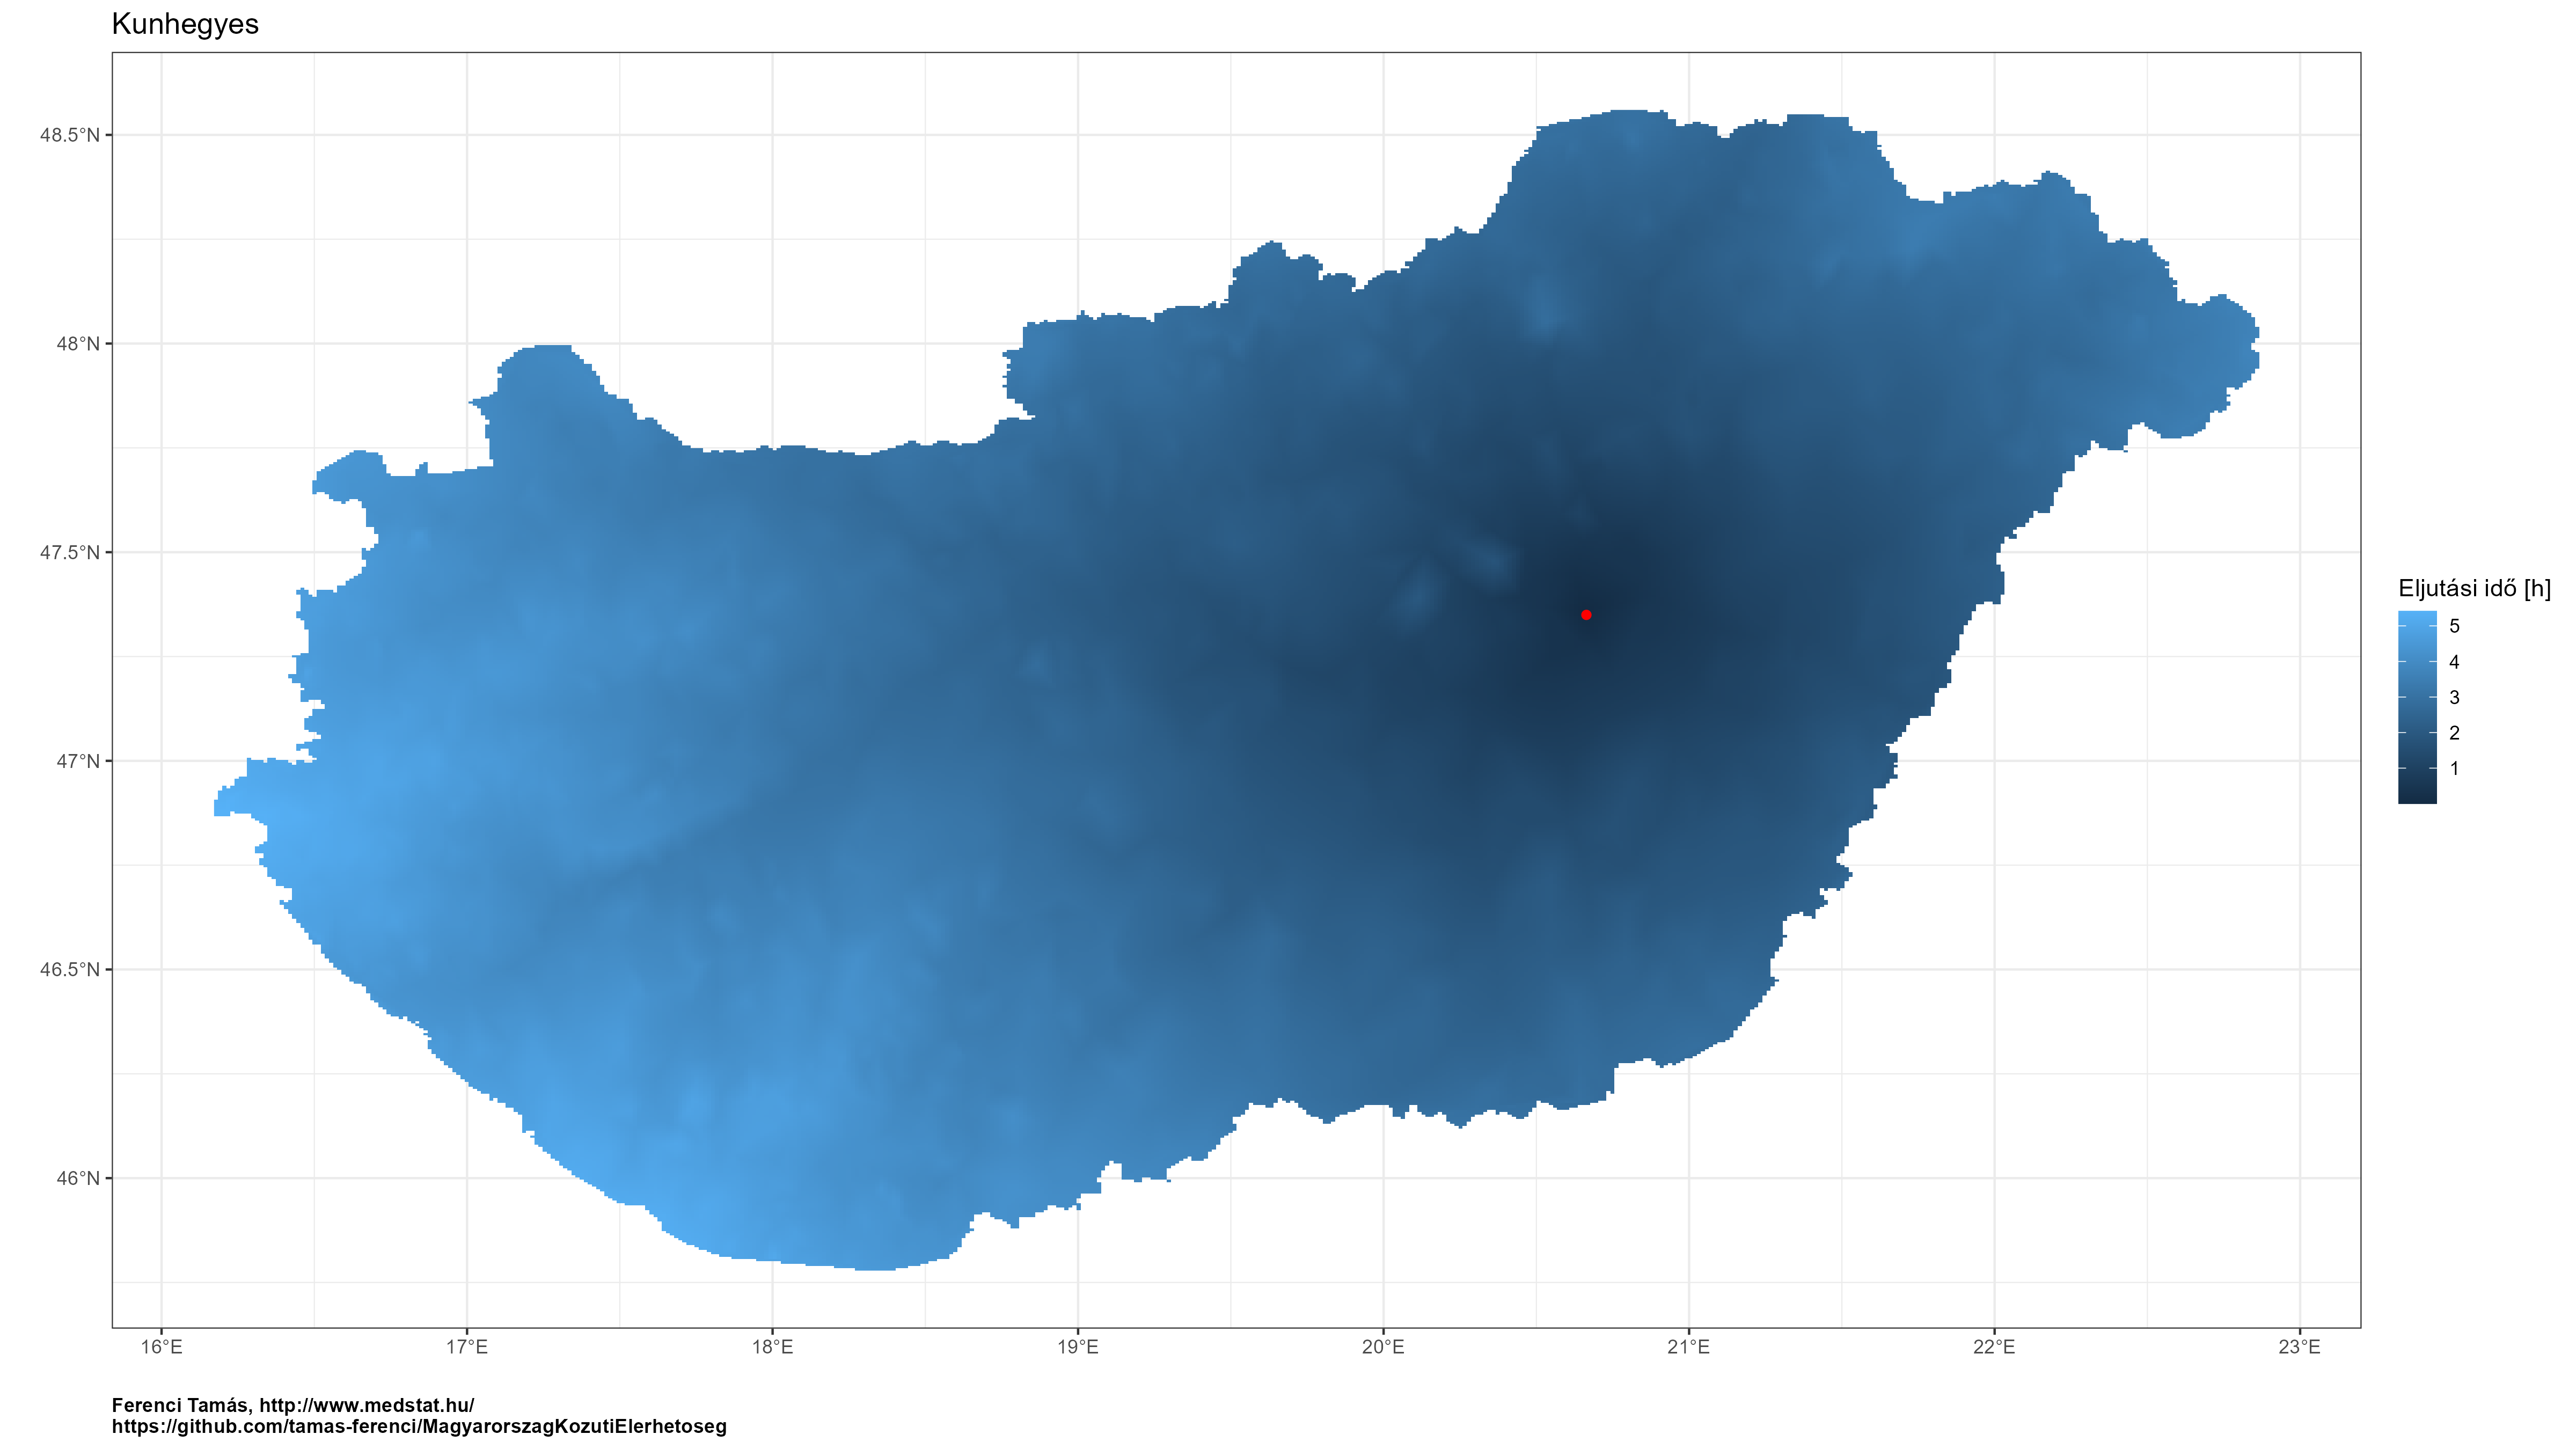 Kunhegyes
48.5°N
48°N
47.5°N
47°N
46.5°N
46°N
16°E
17°E
18°E
19°E
20°E
21°E
22°E
23°E
Eljutási idő [h]
5
4
3
2
1
Ferenci Tamás, http://www.medstat.hu/
https://github.com/tamas-ferenci/MagyarorszagKozutiElerhetoseg